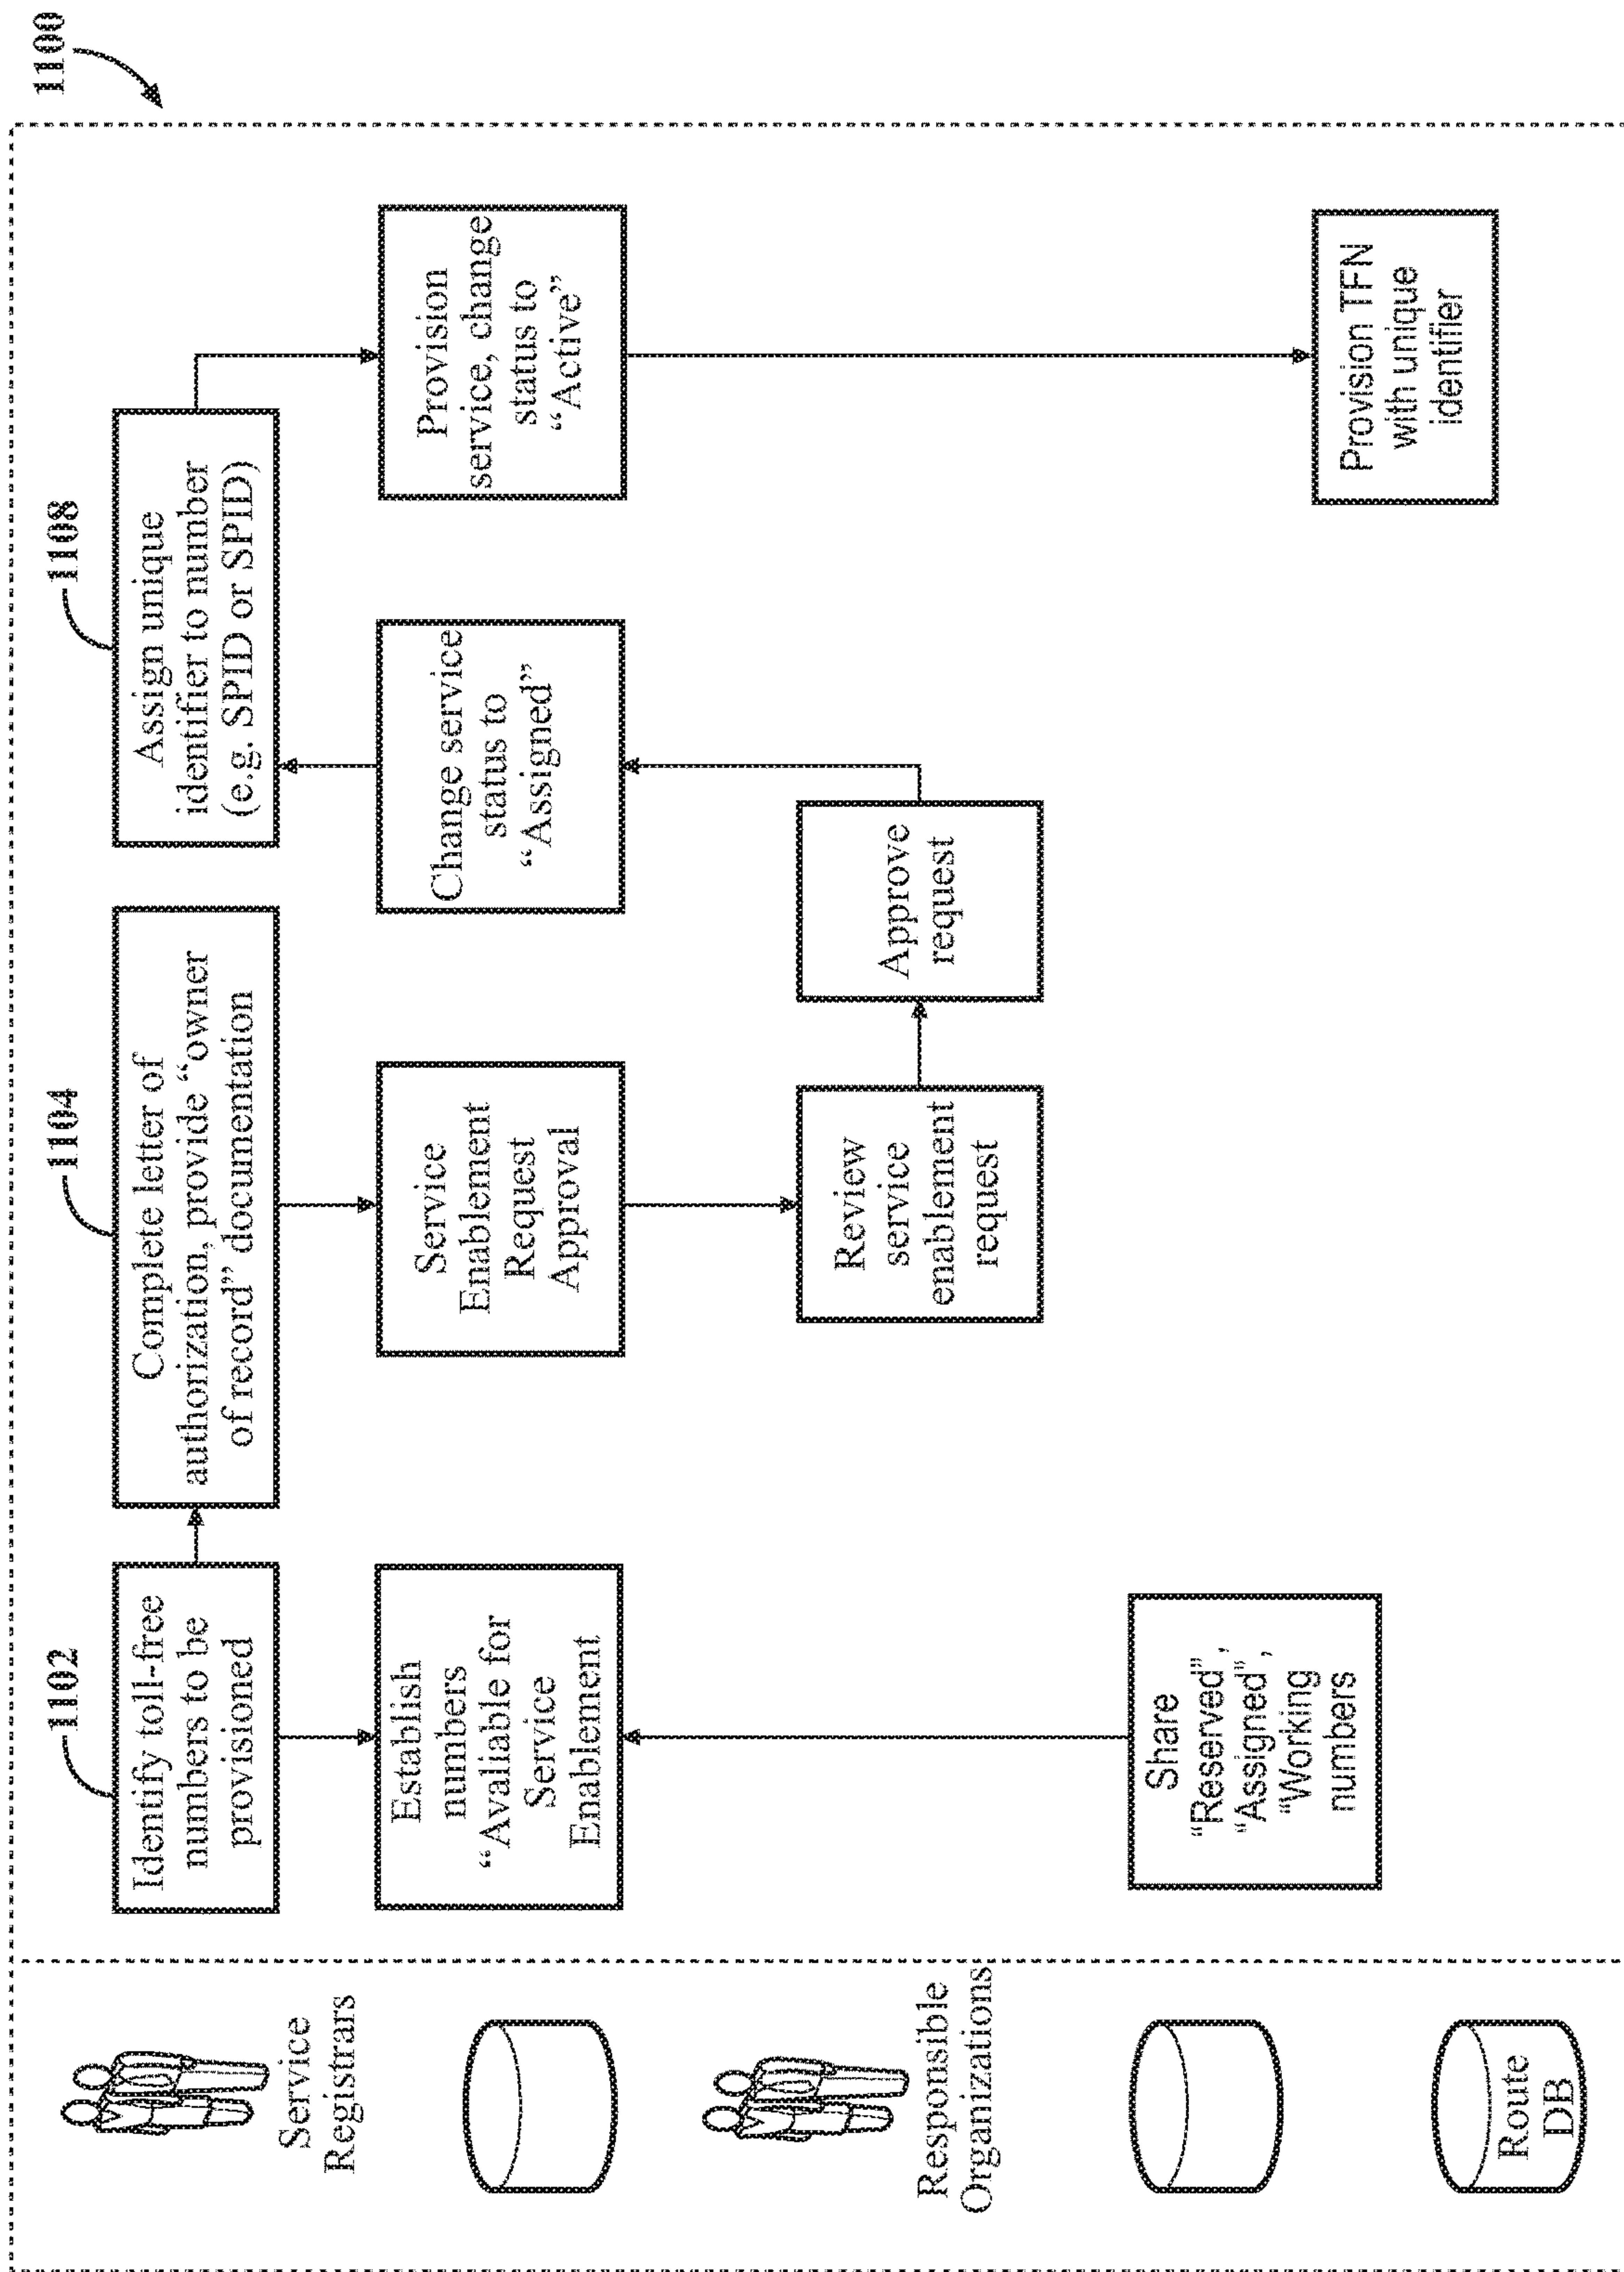 1100
1102
1104
1108
Service
Registrars
Identify toll-free
numbers to be
provisioned
Complete letter of
authorization, provide “owner
of record” documentation
Assign unique
identifier to number
(e.g. SPID or SPID)
Establish
numbers
“Avaliable for
Service
Enablement
Service
Enablement
Request
Approval
Change service
status to
“Assigned”
Provision
service, change
status to
“Active”
Responsible
Organizations
Review
service
enablement
request
Approve
request
Share
“Reserved”,
“Assigned”,
“Working
numbers
Route
DB
Provision TFN
with unique
identifier